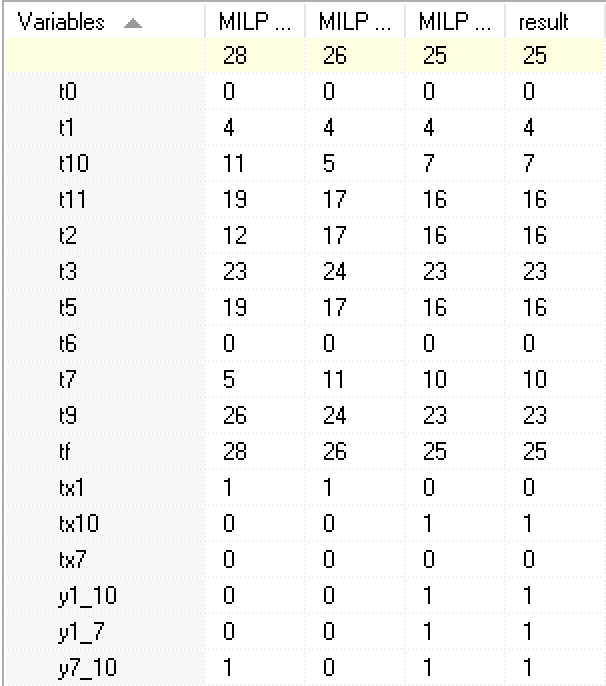 Variables MILP ... MILP ... MILP ... result
28 26 25 25
t0 0 0 0 0
t1 4 4 4 4
t10 11 5 7 7
t11 19 17 16 16
t2 12 17 16 16
t3 23 24 23 23
t5 19 17 16 16
t6 0 0 0 0
t7 5 11 10 10
t9 26 24 23 23
tf 28 26 25 25
tx1 1 1 0 0
tx10 0 0 1 1
tx7 0 0 0 0
y1_10 0 0 1 1
y1_7 0 0 1 1
y7_10 1 0 1 1